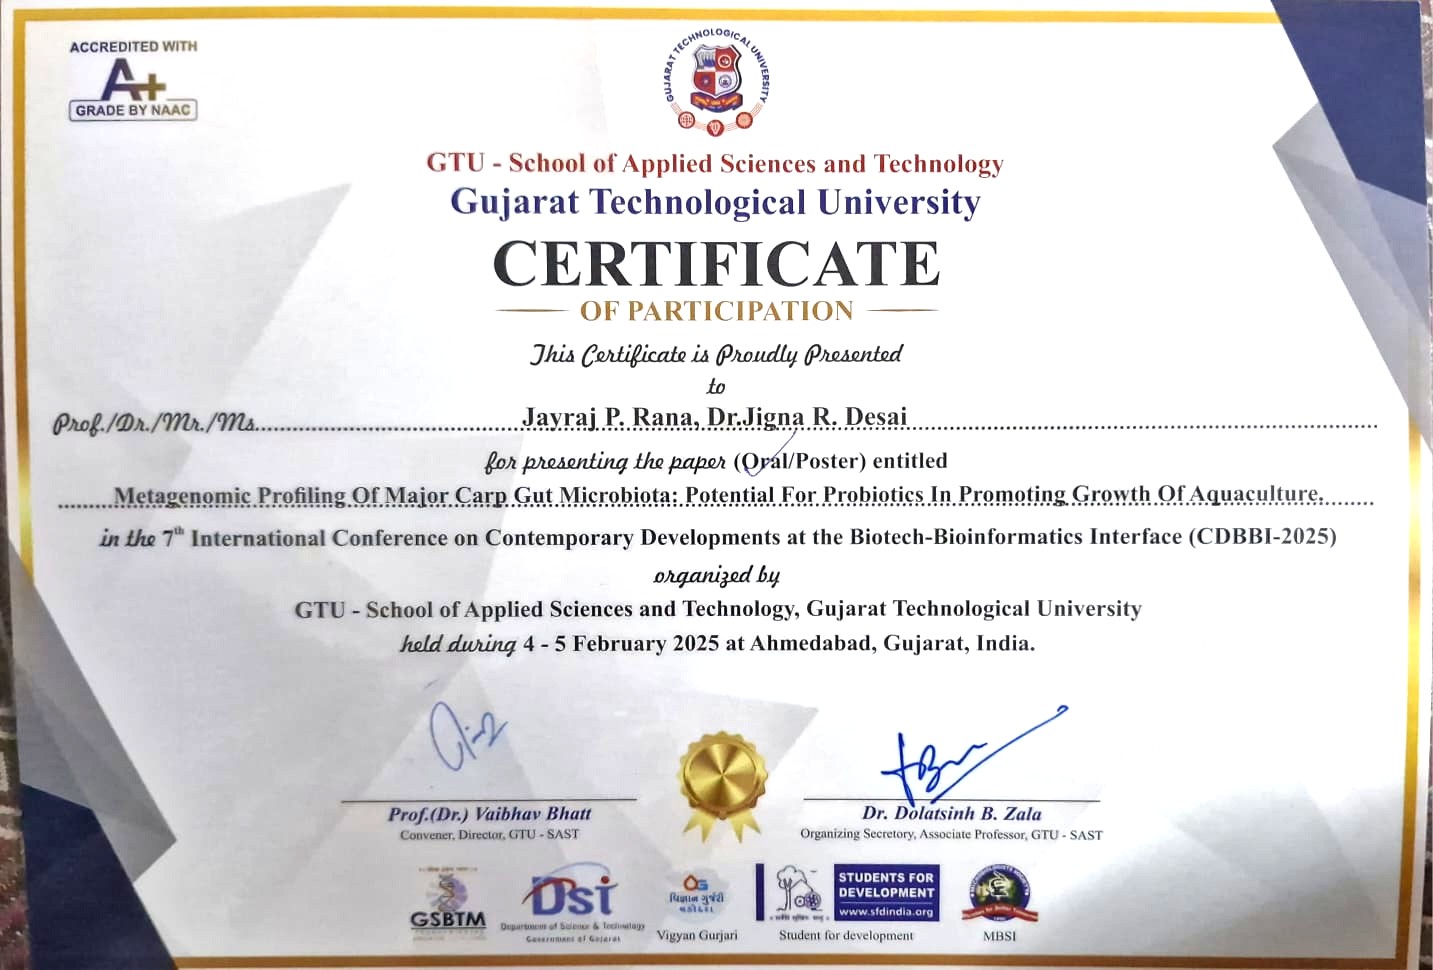 ACCREDITED WITH
A+
GRADE BY NAAC
GUJARAT TECHNOLOGICAL UNIVERSITY
GTU - School of Applied Sciences and Technology
Gujarat Technological University
CERTIFICATE
OF PARTICIPATION
This Certificate is Proudly Presented
to
Prof./Dr./Mr./Ms. Jayraj P. Rana, Dr.Jigna R. Desai
for presenting the paper (Oral/Poster) entitled
Metagenomic Profiling Of Major Carp Gut Microbiota: Potential For Probiotics In Promoting Growth Of Aquaculture.
in the 7th International Conference on Contemporary Developments at the Biotech-Bioinformatics Interface (CDBBI-2025)
organized by
GTU - School of Applied Sciences and Technology, Gujarat Technological University
held during 4 - 5 February 2025 at Ahmedabad, Gujarat, India.
Prof.(Dr.) Vaibhav Bhatt
Convener, Director, GTU - SAST
Dr. Dolatsinh B. Zala
Organizing Secretary, Associate Professor, GTU - SAST
GSBTM
DST
Department of Science & Technology
Government of Gujarat
વિજ્ઞાન ગુર્જરી
Vigyan Gurjari
STUDENTS FOR
DEVELOPMENT
www.sfdindia.org
Student for development
MBSI